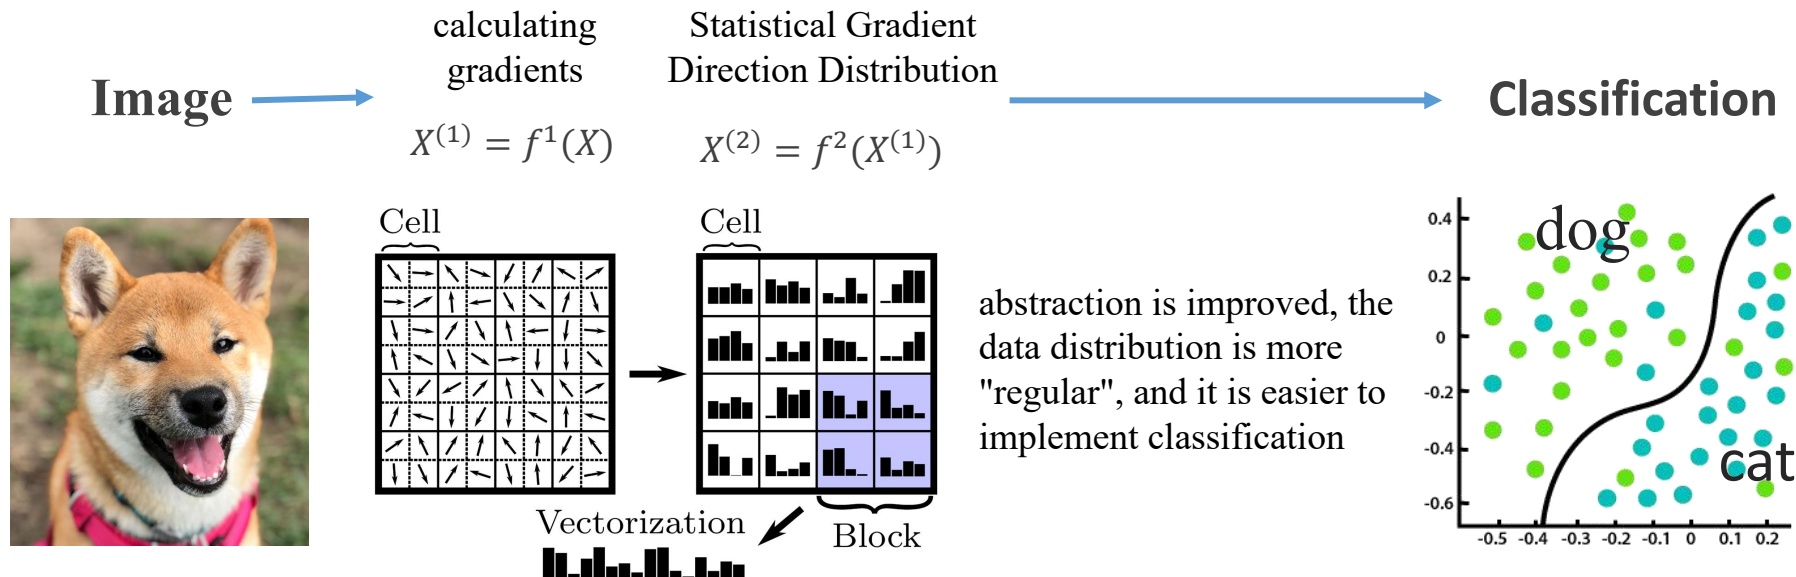 Image
calculating
gradients
X^{(1)} = f^1(X)
Statistical Gradient
Direction Distribution
X^{(2)} = f^2(X^{(1)})
Classification
Cell
Cell
Vectorization
Block
abstraction is improved, the
data distribution is more
"regular", and it is easier to
implement classification
dog
cat
0.4
0.2
0
-0.2
-0.4
-0.6
-0.5 -0.4 -0.3 -0.2 -0.1 0 0.1 0.2